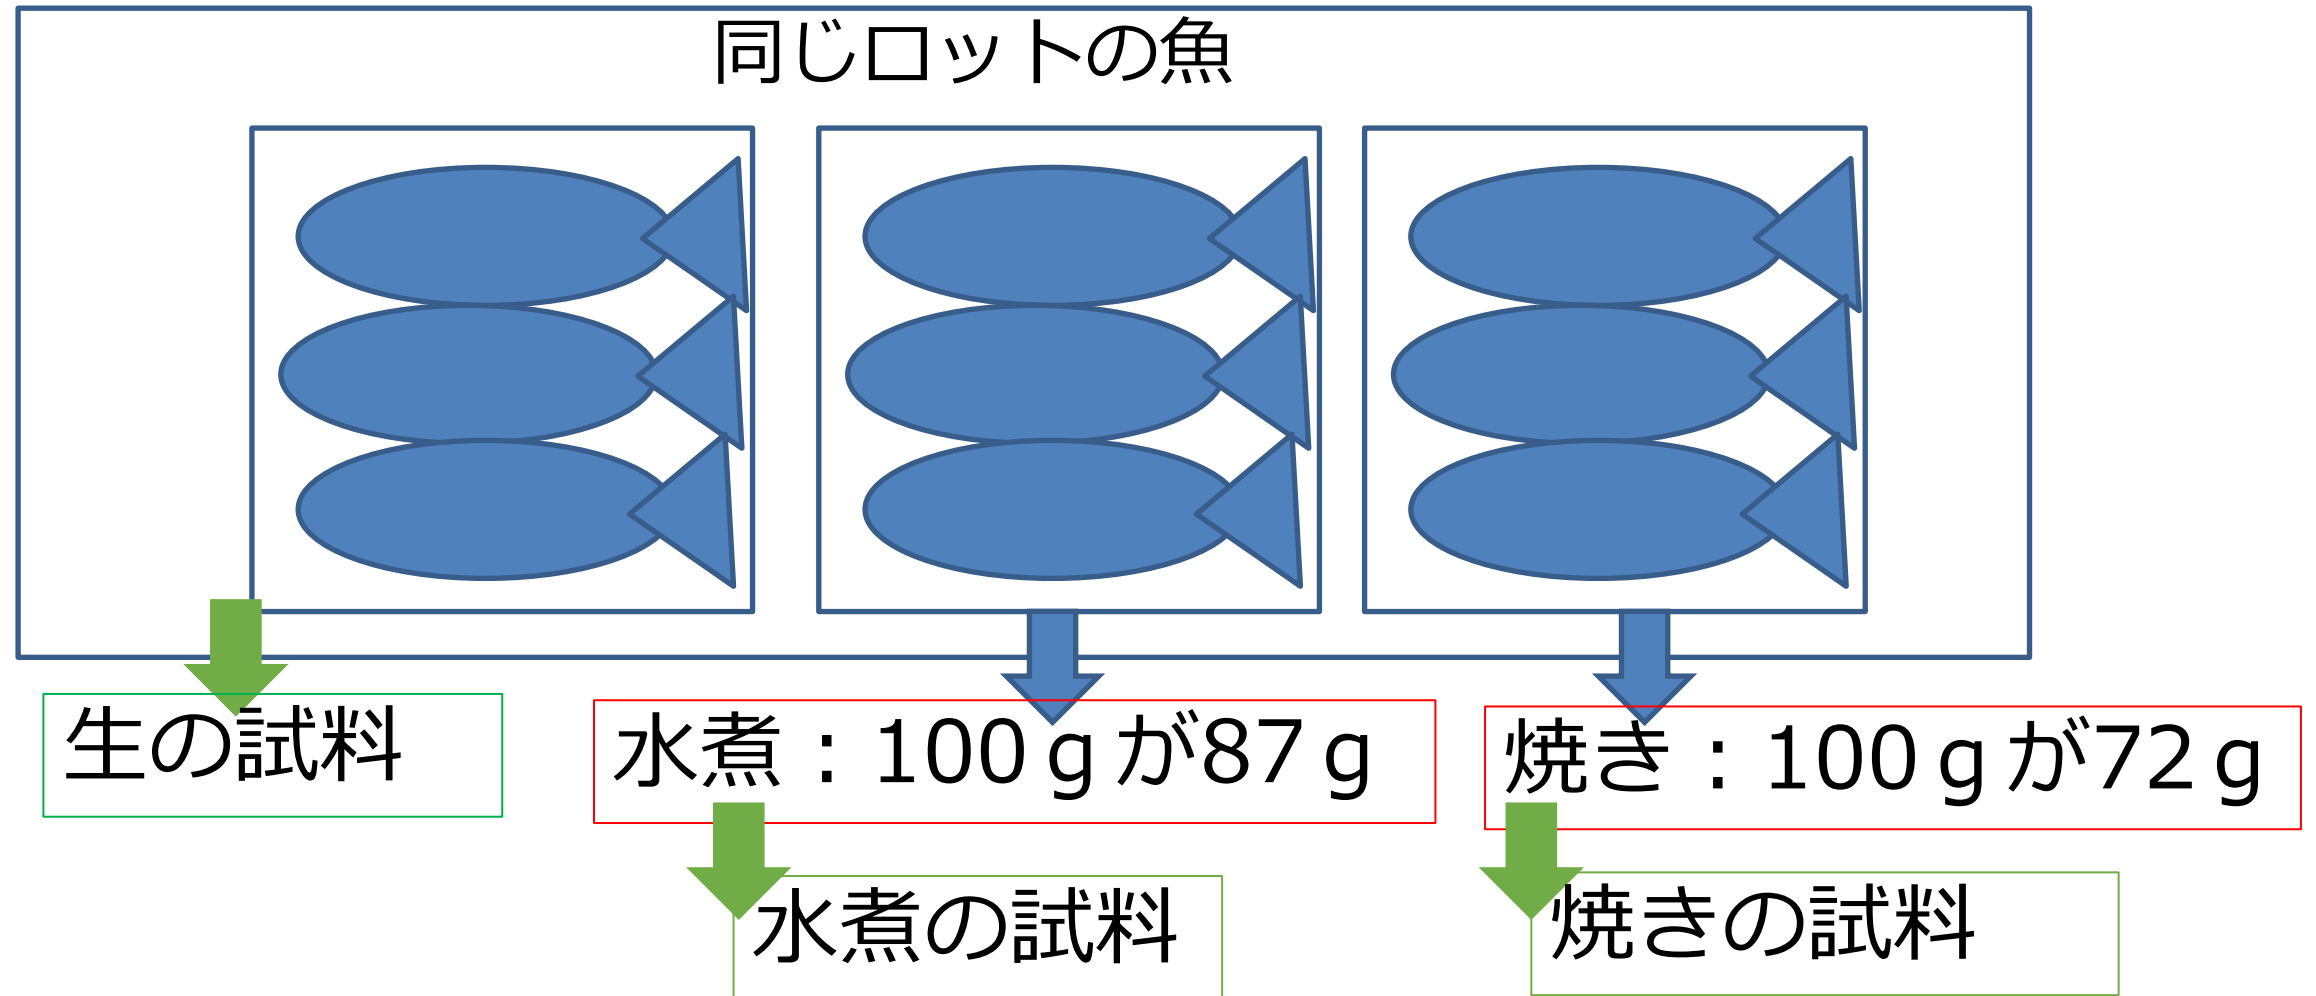 同じロットの魚
生の試料
水煮：100ｇが87ｇ
焼き：100ｇが72ｇ
水煮の試料
焼きの試料